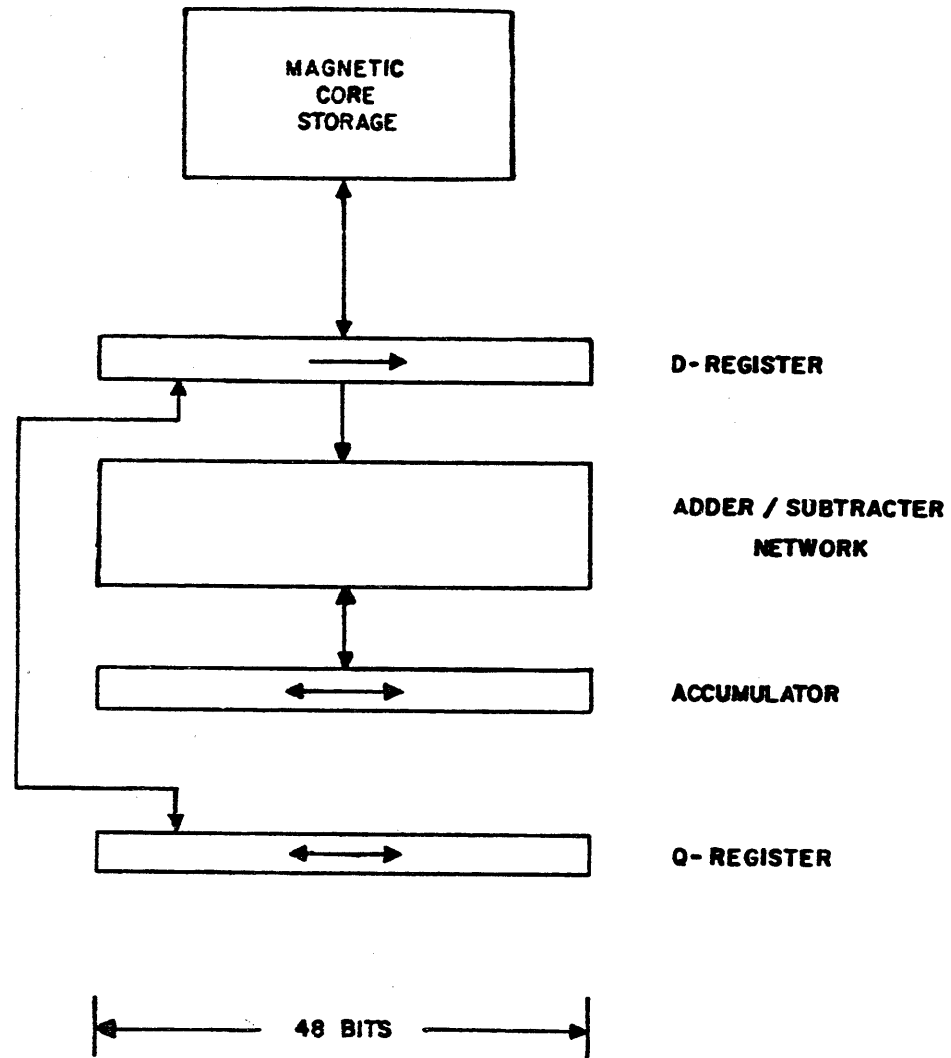 MAGNETIC
CORE
STORAGE
D-REGISTER
ADDER / SUBTRACTER
NETWORK
ACCUMULATOR
Q-REGISTER
48 BITS